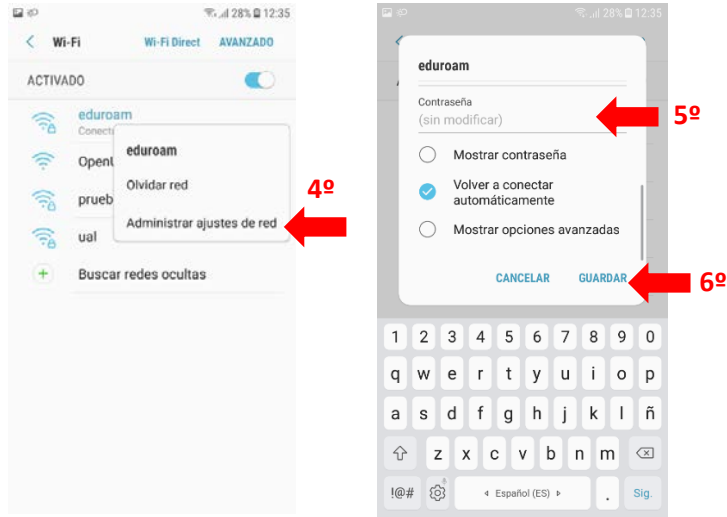 28% 12:35
Wi-Fi Wi-Fi Direct AVANZADO
ACTIVADO
eduroam
Conecta
OpenU
prueb
ual
Buscar redes ocultas
eduroam
Olvidar red
Administrar ajustes de red
4º
28% 12:35
eduroam
Contraseña
(sin modificar)
5º
Mostrar contraseña
Volver a conectar
automáticamente
Mostrar opciones avanzadas
CANCELAR GUARDAR
6º
1 2 3 4 5 6 7 8 9 0
q w e r t y u i o p
a s d f g h j k l ñ
z x c v b n m
!@# Español (ES) . Sig.